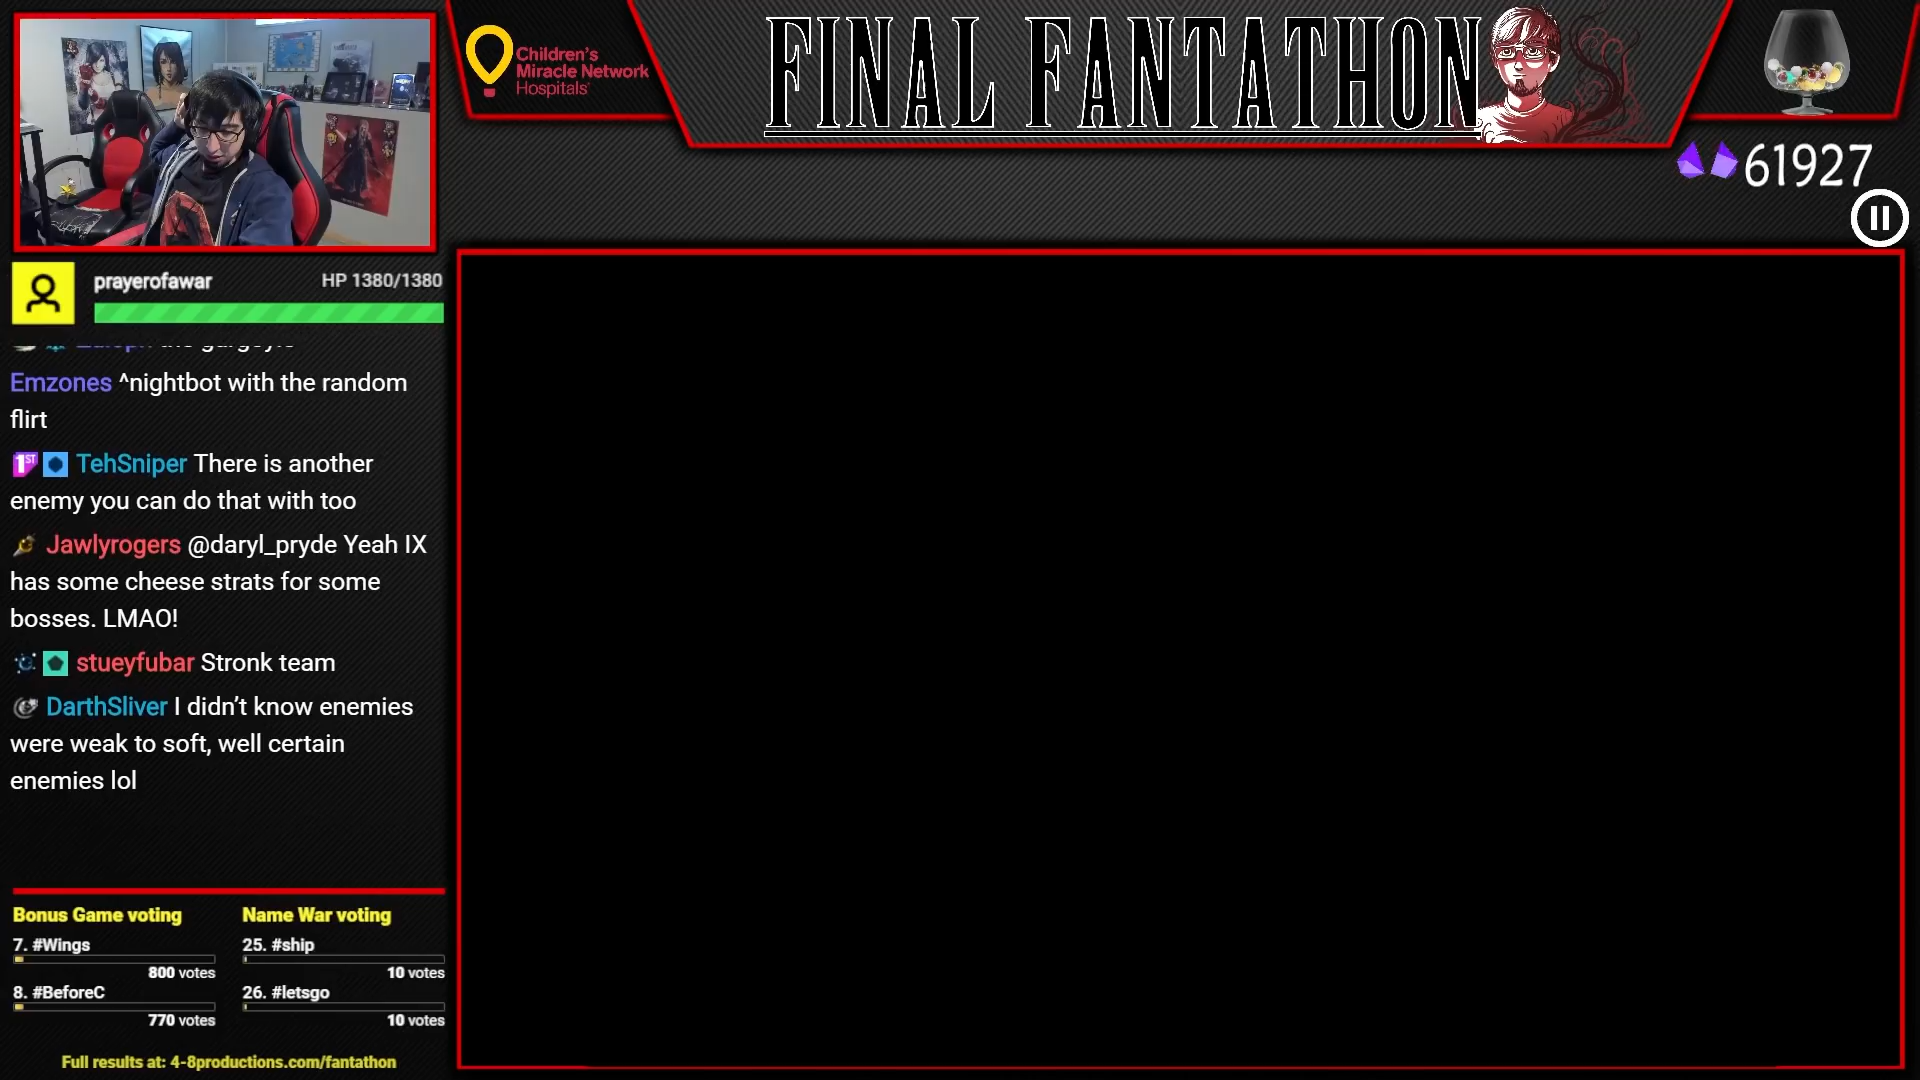 Children's
Miracle Network
Hospitals
FINAL FANTATHON
61927
prayerofawar
HP 1380/1380
Emzones ^nightbot with the random
flirt
1ST TehSniper There is another
enemy you can do that with too
Jawlyrogers @daryl_pryde Yeah IX
has some cheese strats for some
bosses. LMAO!
stueyfubar Stronk team
DarthSliver I didn’t know enemies
were weak to soft, well certain
enemies lol
Bonus Game voting
7. #Wings
800 votes
8. #BeforeC
770 votes
Name War voting
25. #ship
10 votes
26. #letsgo
10 votes
Full results at: 4-8productions.com/fantathon